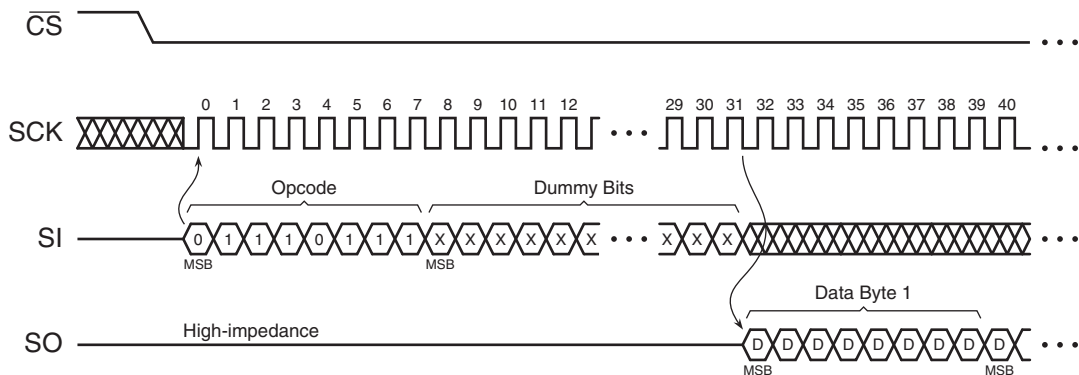 CS
0 1 2 3 4 5 6 7 8 9 10 11 12 29 30 31 32 33 34 35 36 37 38 39 40
SCK
Opcode Dummy Bits
SI 0 1 1 1 0 1 1 1 X X X X X X X X X
MSB MSB
Data Byte 1
High-impedance
SO D D D D D D D D D
MSB MSB